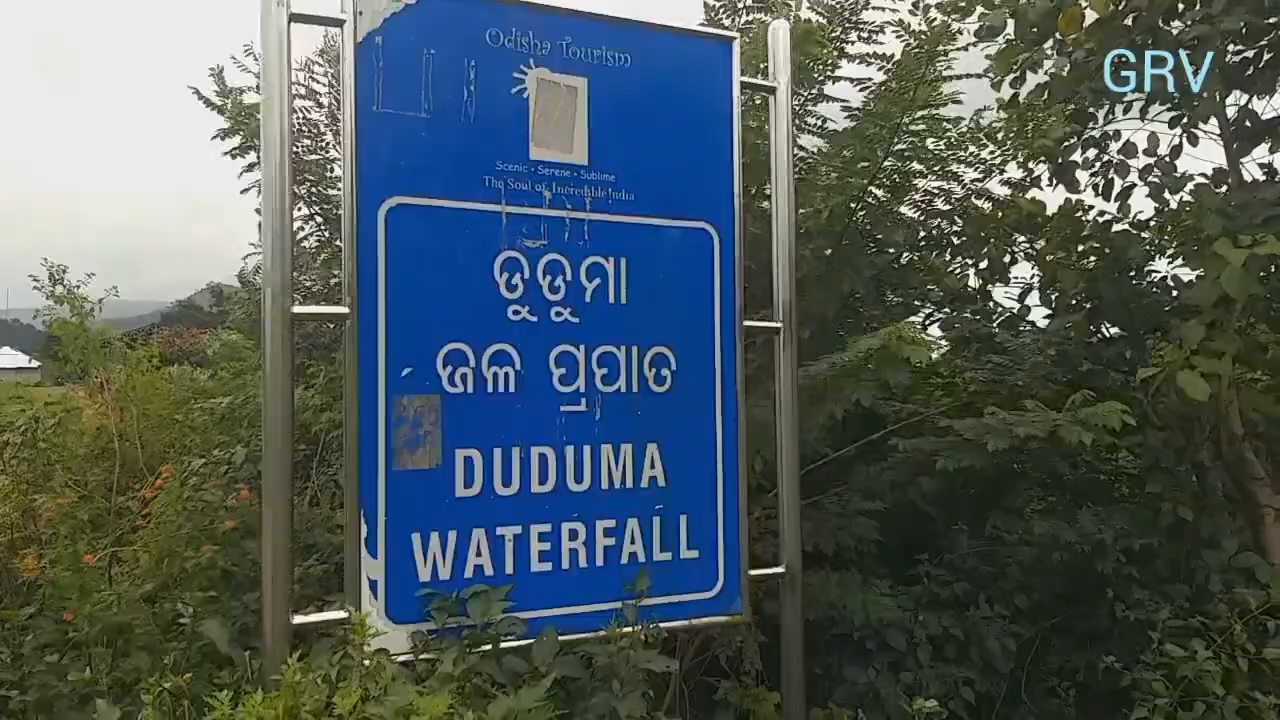 Odisha Tourism
GRV
Scenic • Serene • Sublime
The Soul of Incredible India
ଡୁଡୁମା
ଜଳ ପ୍ରପାତ
DUDUMA
WATERFALL